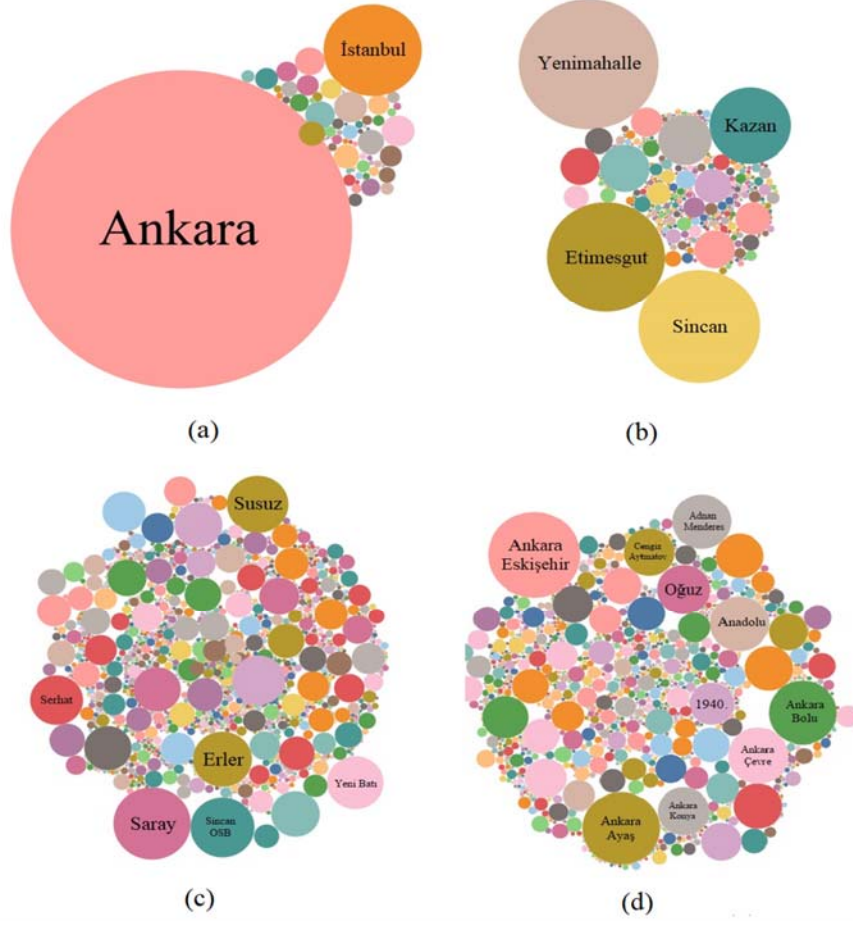 İstanbul
Ankara
(a)
Yenimahalle
Kazan
Etimesgut
Sincan
(b)
Susuz
Serhat
Erler
Yeni Batı
Saray
Sincan
OSB
(c)
Adnan
Menderes
Ankara
Eskişehir
Cengiz
Aytmatov
Oğuz
Anadolu
1940.
Ankara
Bolu
Ankara
Çevre
Ankara
Konya
Ankara
Ayaş
(d)